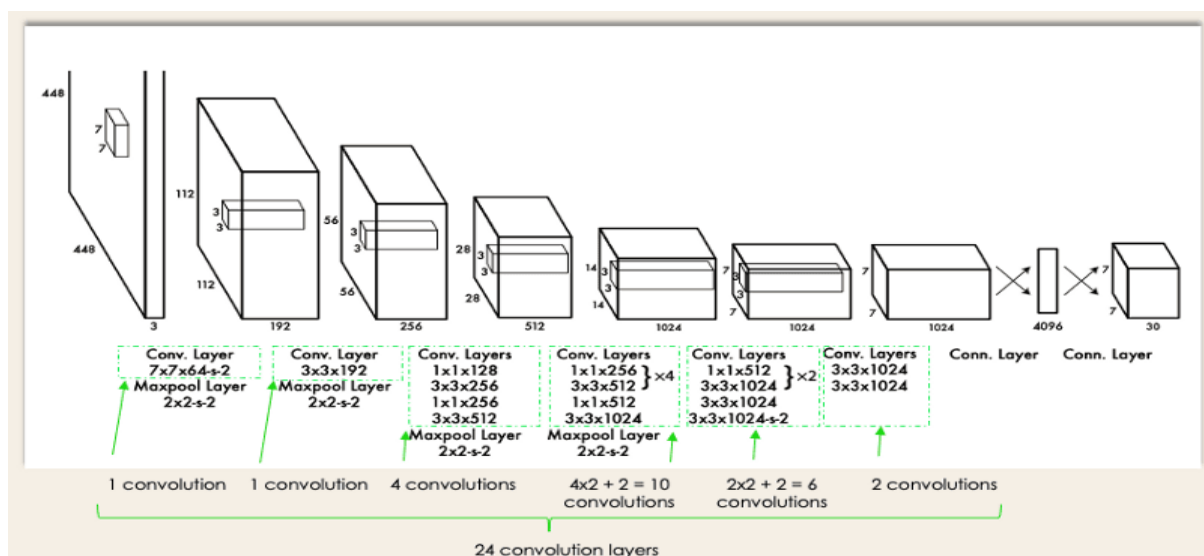 448
7
7
448
3
112
3
3
112
192
56
3
3
56
256
28
3
3
28
512
14
3
3
14
1024
7
3
3
7
1024
7
7
1024
4096
7
7
30
Conv. Layer
7x7x64-s-2
Maxpool Layer
2x2-s-2
Conv. Layer
3x3x192
Maxpool Layer
2x2-s-2
Conv. Layers
1x1x128
3x3x256
1x1x256
3x3x512
Maxpool Layer
2x2-s-2
Conv. Layers
1x1x256
3x3x512
}×4
1x1x512
3x3x1024
Maxpool Layer
2x2-s-2
Conv. Layers
1x1x512
3x3x1024
}×2
3x3x1024
3x3x1024-s-2
Conv. Layers
3x3x1024
3x3x1024
Conn. Layer
Conn. Layer
1 convolution
1 convolution
4 convolutions
4x2 + 2 = 10
convolutions
2x2 + 2 = 6
convolutions
2 convolutions
24 convolution layers